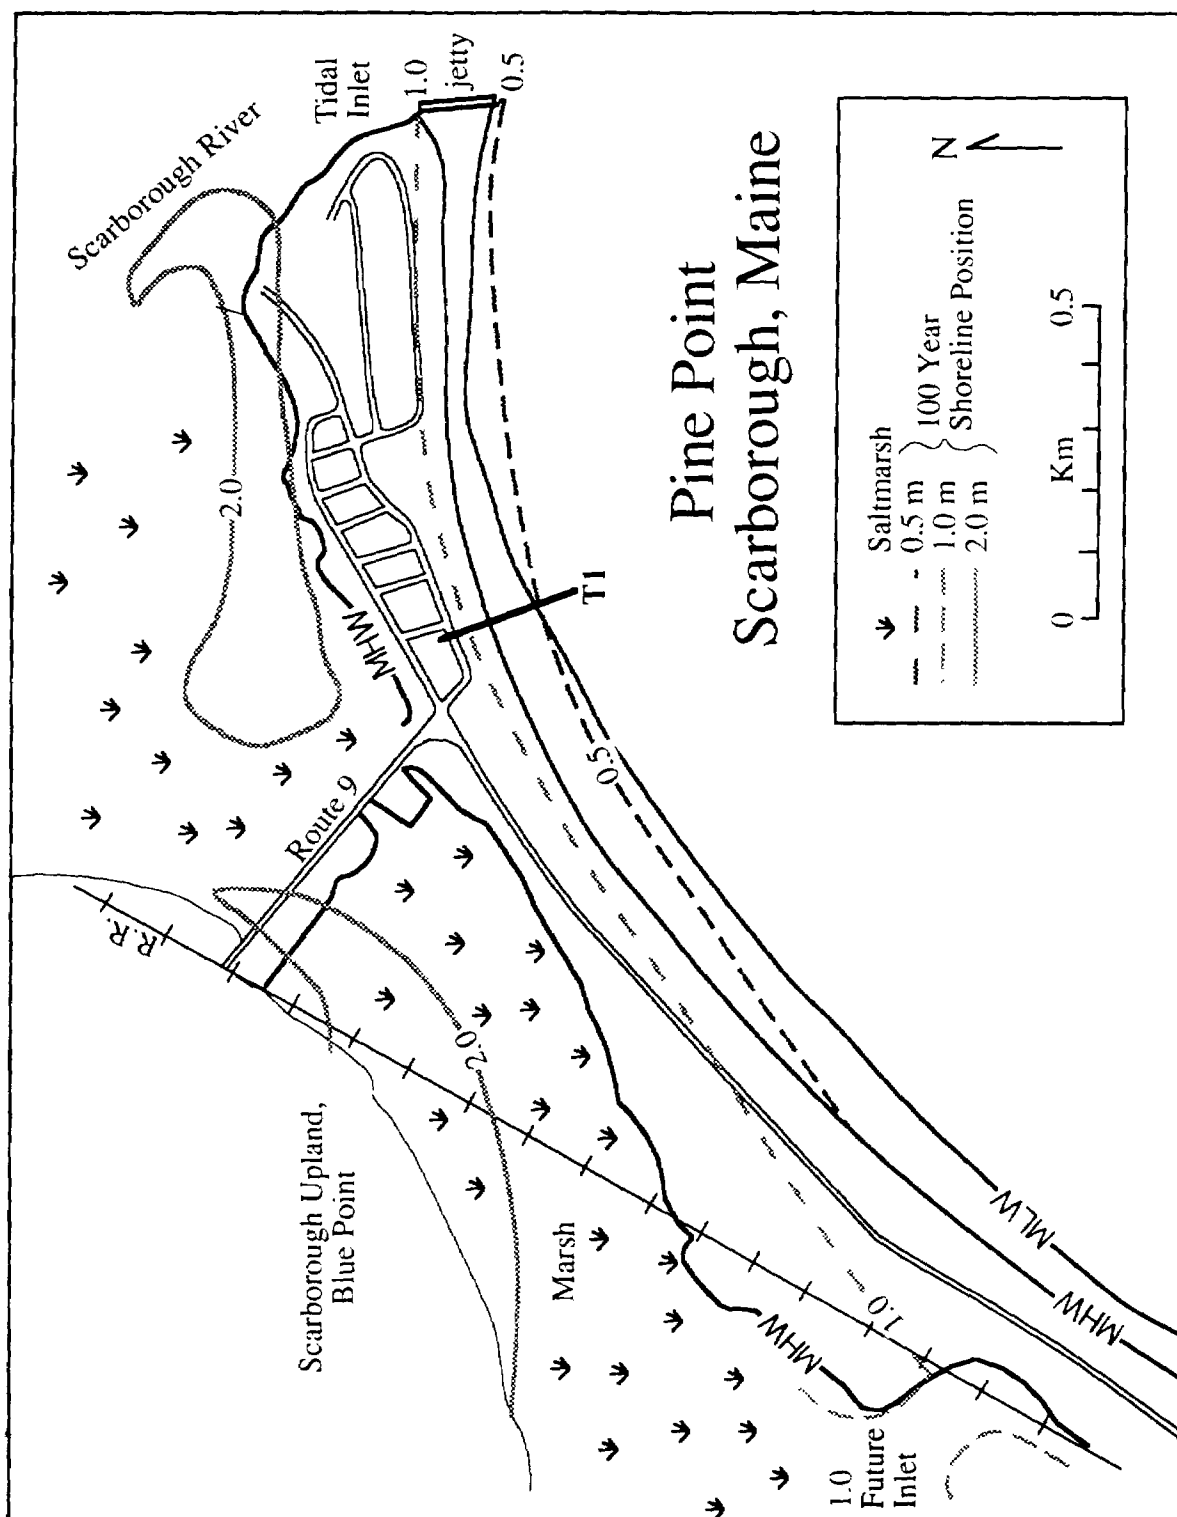 Pine Point
Scarborough, Maine
Scarborough River
Tidal
Inlet
1.0
jetty
0.5
2.0
MHW
T1
Route 9
R.R.
0.5
2.0
Scarborough Upland,
Blue Point
Marsh
MLW
MHW
MHW
1.0
1.0
Future
Inlet
Saltmarsh
0.5 m
1.0 m
2.0 m
100 Year
Shoreline Position
N
0
Km
0.5